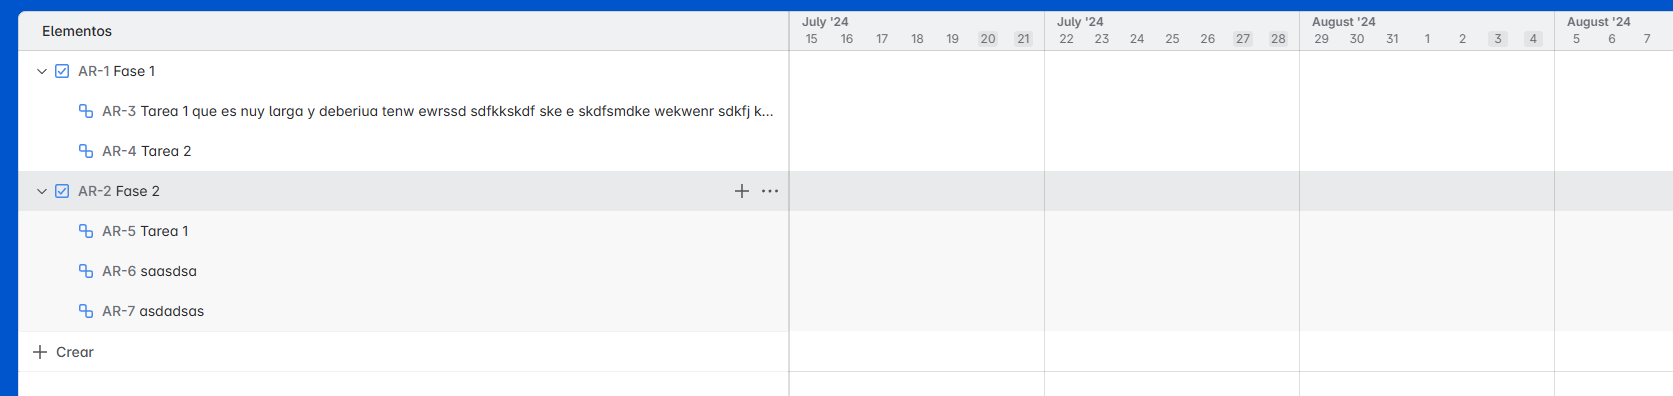 Elementos
July '24 July '24 August '24 August '24
15 16 17 18 19 20 21 22 23 24 25 26 27 28 29 30 31 1 2 3 4 5 6 7
AR-1 Fase 1
AR-3 Tarea 1 que es nuy larga y deberiua tenw ewrssd sdfkkskdf ske e skdfsmdke wekwenr sdkfj k...
AR-4 Tarea 2
AR-2 Fase 2
AR-5 Tarea 1
AR-6 saasdsa
AR-7 asdadsas
Crear